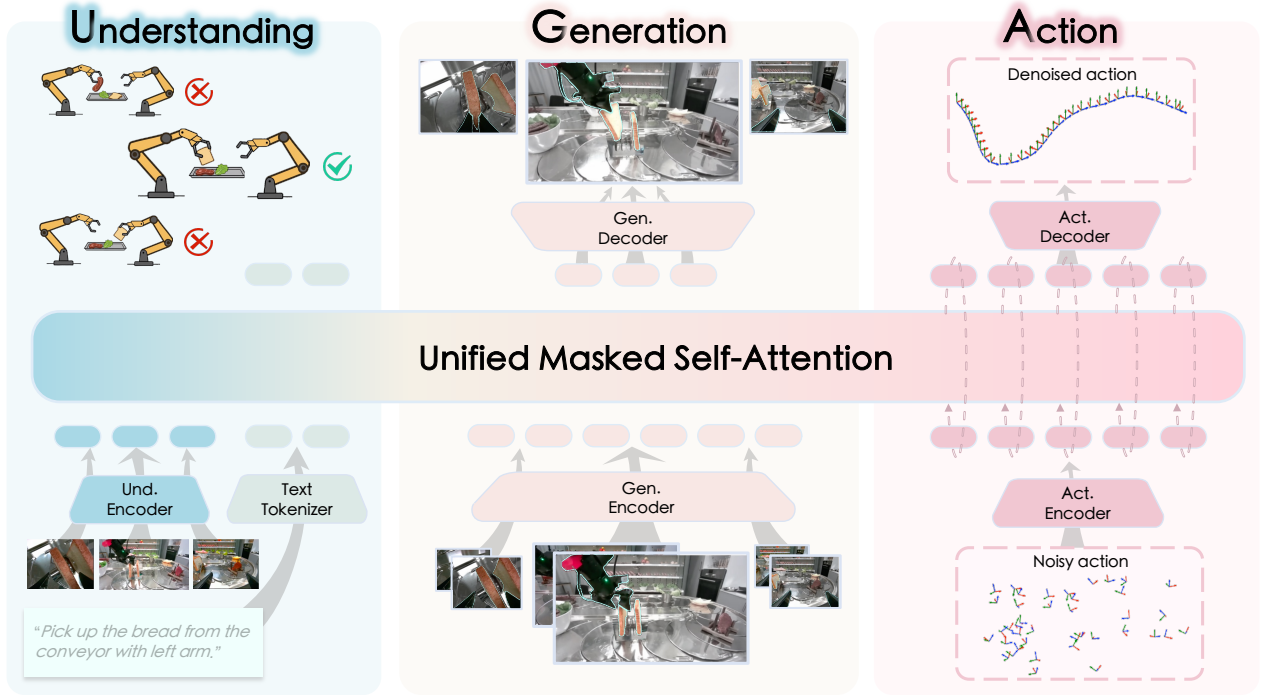 Understanding
Generation
Action
Denoised action
Gen.
Decoder
Act.
Decoder
Unified Masked Self-Attention
Und.
Encoder
Text
Tokenizer
Gen.
Encoder
Act.
Encoder
Noisy action
“Pick up the bread from the
conveyor with left arm.”